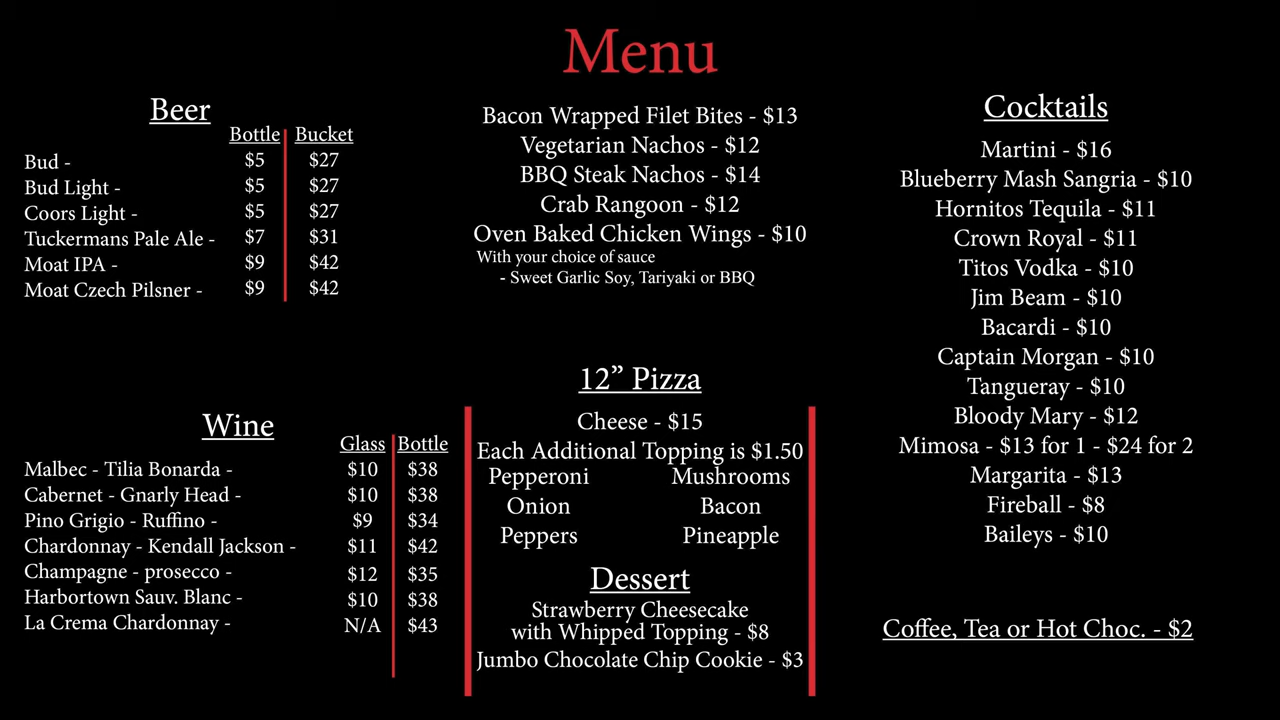 Menu
Beer
Bottle Bucket
Bud - $5 $27
Bud Light - $5 $27
Coors Light - $5 $27
Tuckermans Pale Ale - $7 $31
Moat IPA - $9 $42
Moat Czech Pilsner - $9 $42
Wine
Glass Bottle
Malbec - Tilia Bonarda - $10 $38
Cabernet - Gnarly Head - $10 $38
Pino Grigio - Ruffino - $9 $34
Chardonnay - Kendall Jackson - $11 $42
Champagne - prosecco - $12 $35
Harbortown Sauv. Blanc - $10 $38
La Crema Chardonnay - N/A $43
Bacon Wrapped Filet Bites - $13
Vegetarian Nachos - $12
BBQ Steak Nachos - $14
Crab Rangoon - $12
Oven Baked Chicken Wings - $10
With your choice of sauce
- Sweet Garlic Soy, Tariyaki or BBQ
12” Pizza
Cheese - $15
Each Additional Topping is $1.50
Pepperoni Mushrooms
Onion Bacon
Peppers Pineapple
Dessert
Strawberry Cheesecake
with Whipped Topping - $8
Jumbo Chocolate Chip Cookie - $3
Cocktails
Martini - $16
Blueberry Mash Sangria - $10
Hornitos Tequila - $11
Crown Royal - $11
Titos Vodka - $10
Jim Beam - $10
Bacardi - $10
Captain Morgan - $10
Tangueray - $10
Bloody Mary - $12
Mimosa - $13 for 1 - $24 for 2
Margarita - $13
Fireball - $8
Baileys - $10
Coffee, Tea or Hot Choc. - $2